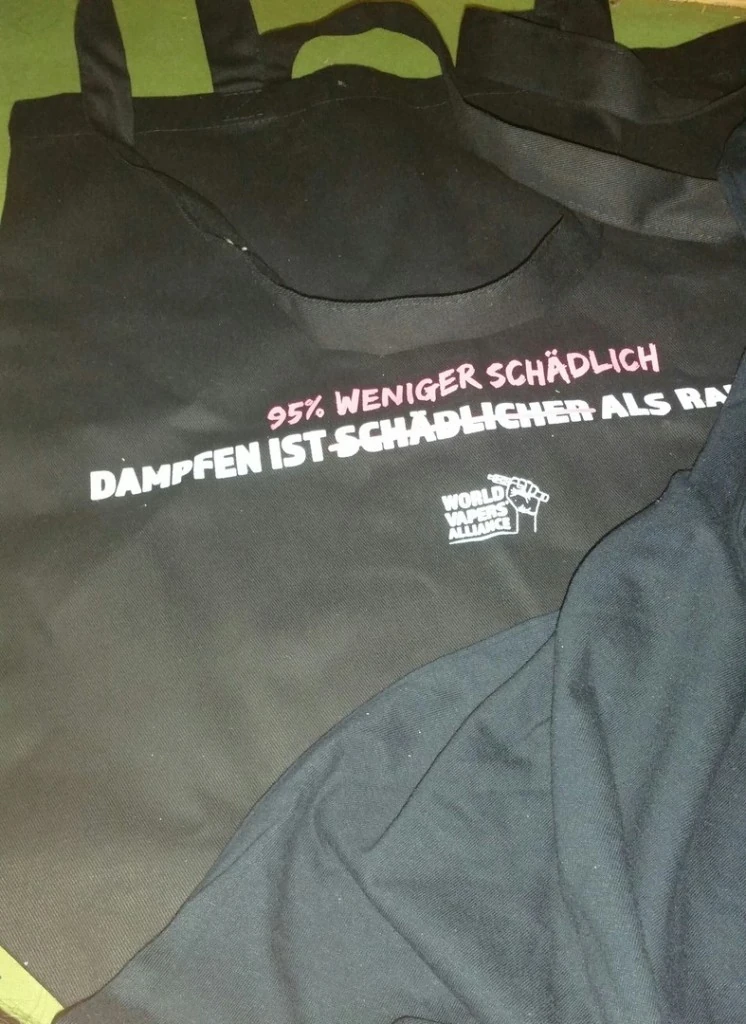 95% WENIGER SCHÄDLICH
DAMPFEN IST SCHÄDLICHER ALS
WORLD
VAPERS'
ALLIANCE